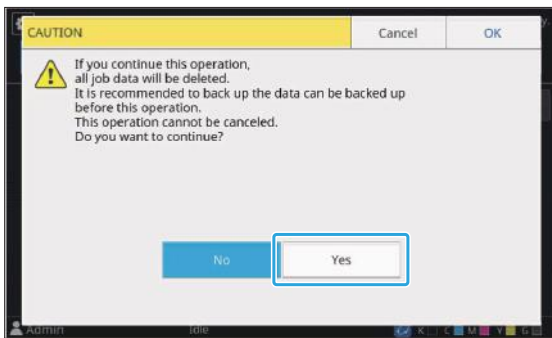 CAUTION Cancel OK
If you continue this operation,
all job data will be deleted.
It is recommended to back up the data can be backed up
before this operation.
This operation cannot be canceled.
Do you want to continue?
No Yes
Admin Idle K C M Y G